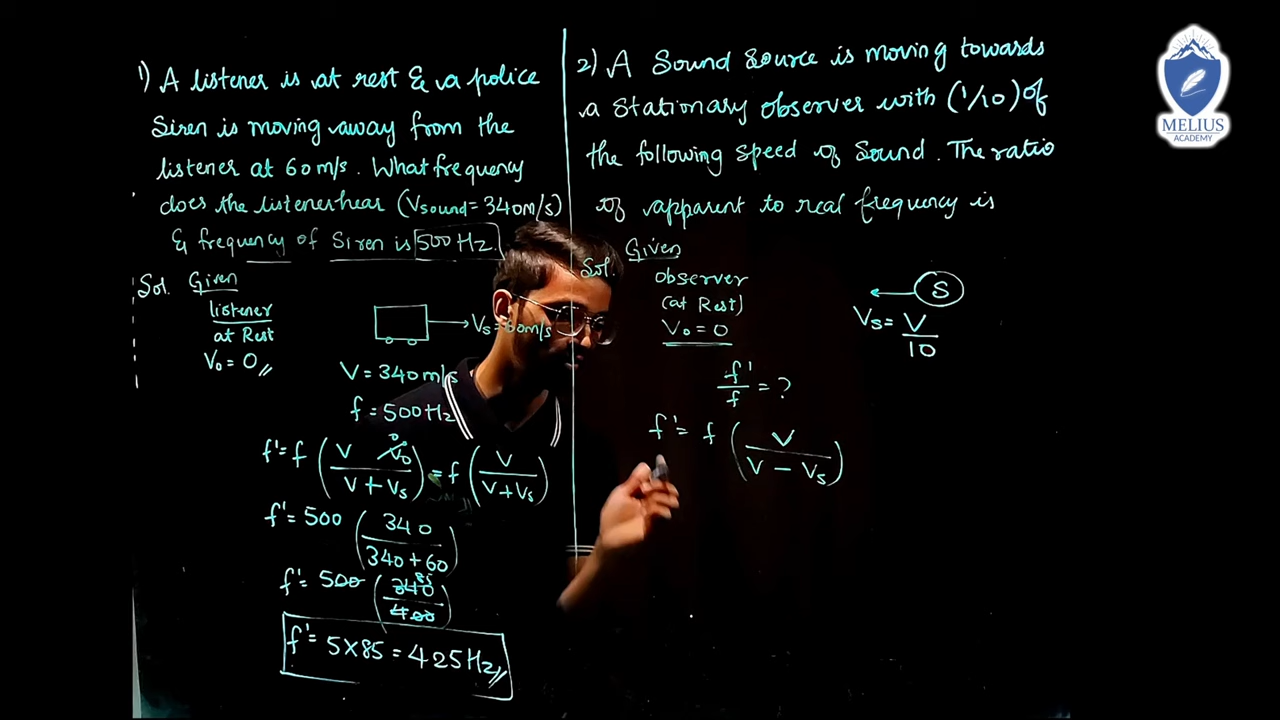 1) A listener is at rest & a police
Siren is moving away from the
listener at 60 m/s. What frequency
does the listener hear (Vsound = 340m/s)
& frequency of Siren is 500 Hz.
Sol. Given
listener
at Rest
V₀ = 0
Vs = 60m/s
V = 340 m/s
f = 500 Hz
f' = f ( V V₀ 0 / V + Vs ) = f ( V / V + Vs )
f' = 500 ( 340 / 340 + 60 )
f' = 500 ( 340 85 / 400 )
f' = 5 X 85 = 425 Hz
2) A Sound Source is moving towards
a Stationary observer with (1/10) of
the following speed of Sound. The ratio
of apparent to real frequency is
Sol. Given
observer
(at Rest)
V₀ = 0
S
Vs = V / 10
f' / f = ?
f' = f ( V / V - Vs )
MELIUS
ACADEMY